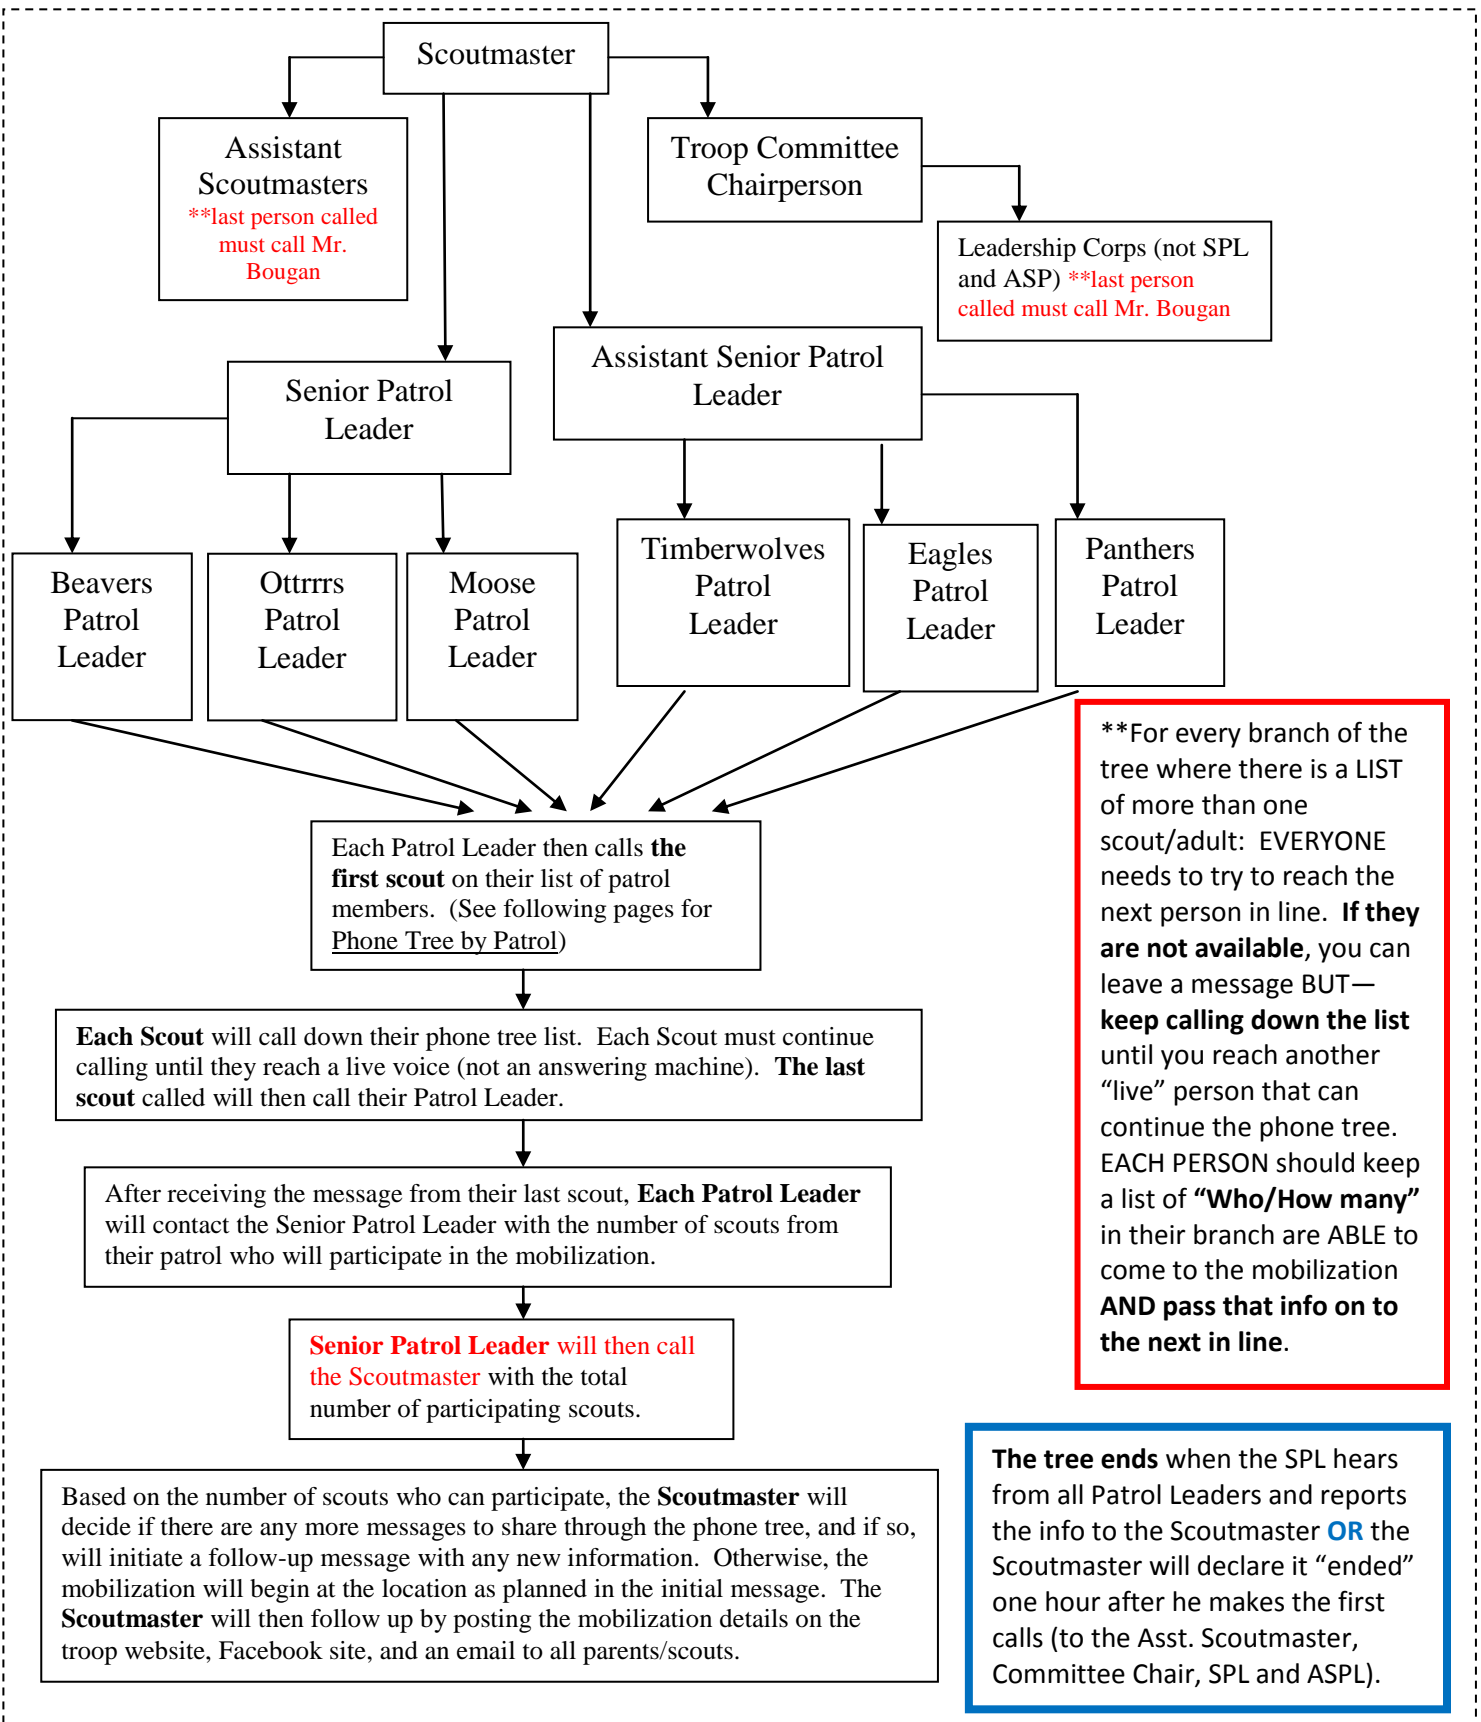 Scoutmaster
Assistant
Scoutmasters
**last person called
must call Mr.
Bougan
Troop Committee
Chairperson
Leadership Corps (not SPL
and ASP) **last person
called must call Mr. Bougan
Senior Patrol
Leader
Assistant Senior Patrol
Leader
Beavers
Patrol
Leader
Ottrrrs
Patrol
Leader
Moose
Patrol
Leader
Timberwolves
Patrol
Leader
Eagles
Patrol
Leader
Panthers
Patrol
Leader
Each Patrol Leader then calls the
first scout on their list of patrol
members. (See following pages for
Phone Tree by Patrol)
Each Scout will call down their phone tree list. Each Scout must continue
calling until they reach a live voice (not an answering machine). The last
scout called will then call their Patrol Leader.
After receiving the message from their last scout, Each Patrol Leader
will contact the Senior Patrol Leader with the number of scouts from
their patrol who will participate in the mobilization.
Senior Patrol Leader will then call
the Scoutmaster with the total
number of participating scouts.
Based on the number of scouts who can participate, the Scoutmaster will
decide if there are any more messages to share through the phone tree, and if so,
will initiate a follow-up message with any new information. Otherwise, the
mobilization will begin at the location as planned in the initial message. The
Scoutmaster will then follow up by posting the mobilization details on the
troop website, Facebook site, and an email to all parents/scouts.
**For every branch of the
tree where there is a LIST
of more than one
scout/adult: EVERYONE
needs to try to reach the
next person in line. If they
are not available, you can
leave a message BUT—
keep calling down the list
until you reach another
“live” person that can
continue the phone tree.
EACH PERSON should keep
a list of “Who/How many”
in their branch are ABLE to
come to the mobilization
AND pass that info on to
the next in line.
The tree ends when the SPL hears
from all Patrol Leaders and reports
the info to the Scoutmaster OR the
Scoutmaster will declare it “ended”
one hour after he makes the first
calls (to the Asst. Scoutmaster,
Committee Chair, SPL and ASPL).